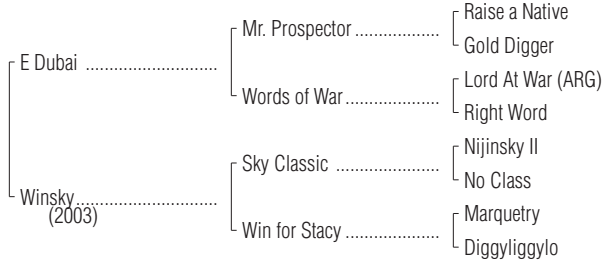 Raise a Native
Mr. Prospector ....................
Gold Digger
E Dubai ...............................
Lord At War (ARG)
Words of War.......................
Right Word
Nijinsky II
Sky Classic ........................
No Class
Winsky.................................
(2003)
Marquetry
Win for Stacy ......................
Diggyliggylo